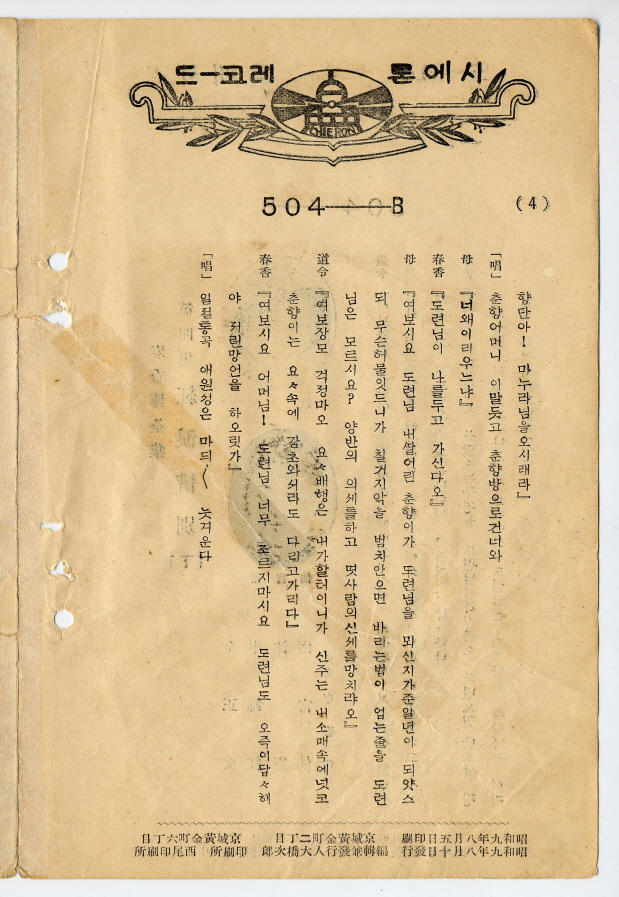 시에론 레코ー드
CHIERON
504──B
(4)
향단아! 마누라님을오시래라』
「唱」 춘향어머니 이말듯고 춘향방으로건너와
母 『너왜이리우느냐』
春香 『도련님이 나를두고 가신다오』
母 『여보시요 도련님 내쌀어린 춘향이가 도련님을 뫼신지가준일년이 되얏스
되 무슨허물잇드니가 칠거지악을 범치안으면 바리는법이 업는줄을 도련
님은 모르시요? 양반의 의세를하고 몃사람의신세를망치랴오』
道令 『여보장모 걱정마오 요々배행은 내가할터이니가 신주는 내소매속에넛코
춘향이는 요々속에 감초와서라도 다리고가리다』
春香 『여보시요 어머님! 도련님 너무 조르지마시요 도련님도 오즉이답々해
야 저런망언을 하오릿가』
「唱」 일절통곡 애원성은 마듸〱 늣겨운다
昭和九年八月五日印刷
昭和九年八月十日發行
京城黃金町二丁目
編輯兼發行人 大橋次郎
京城黃金町六丁目
印刷所 西尾印刷所